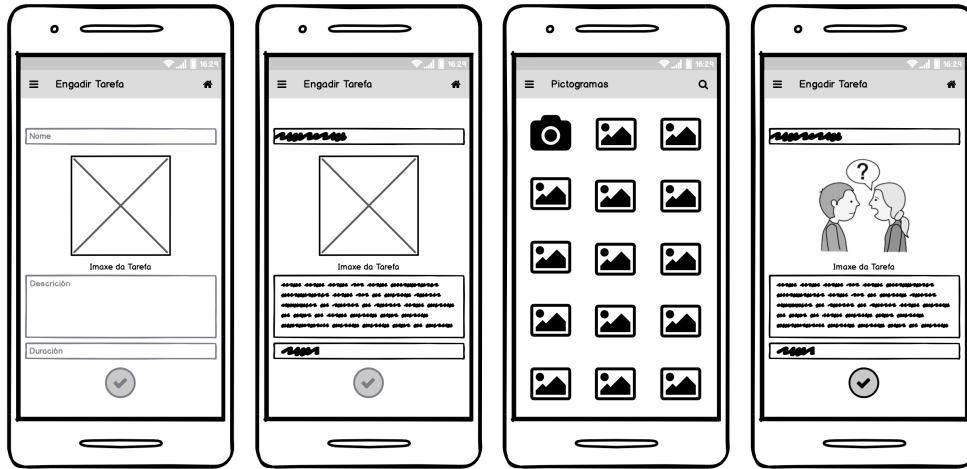 16:29
Engadir Tarefa
Nome
Imaxe da Tarefa
Descrición
Duración
16:29
Engadir Tarefa
Imaxe da Tarefa
16:29
Pictogramas
16:29
Engadir Tarefa
?
Imaxe da Tarefa